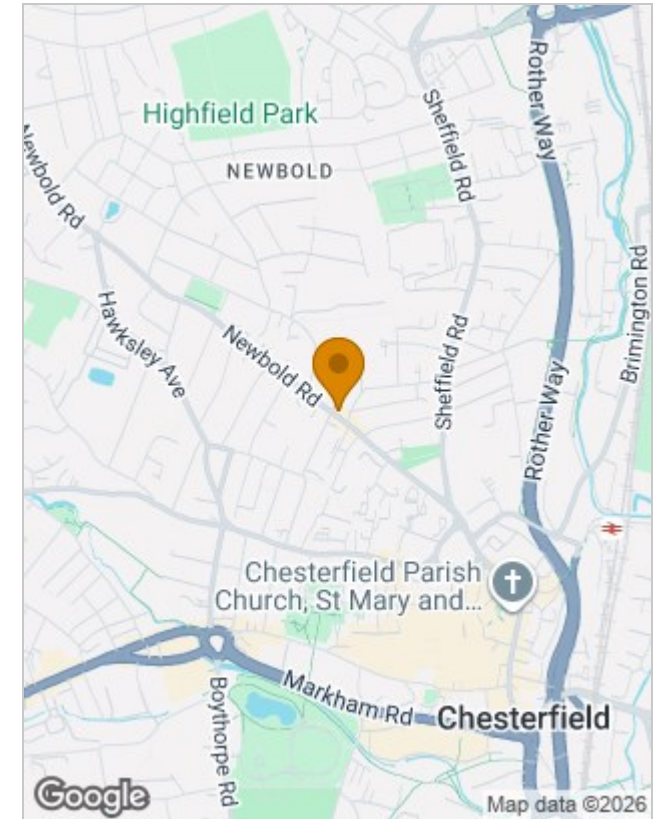 Highfield Park
NEWBOLD
Newbold Rd
Sheffield Rd
Rother Way
Hawksley Ave
Newbold Rd
Sheffield Rd
Brimington Rd
Rother Way
Chesterfield Parish
Church, St Mary and...
Markham Rd
Boythorpe Rd
Chesterfield
Google
Map data ©2026